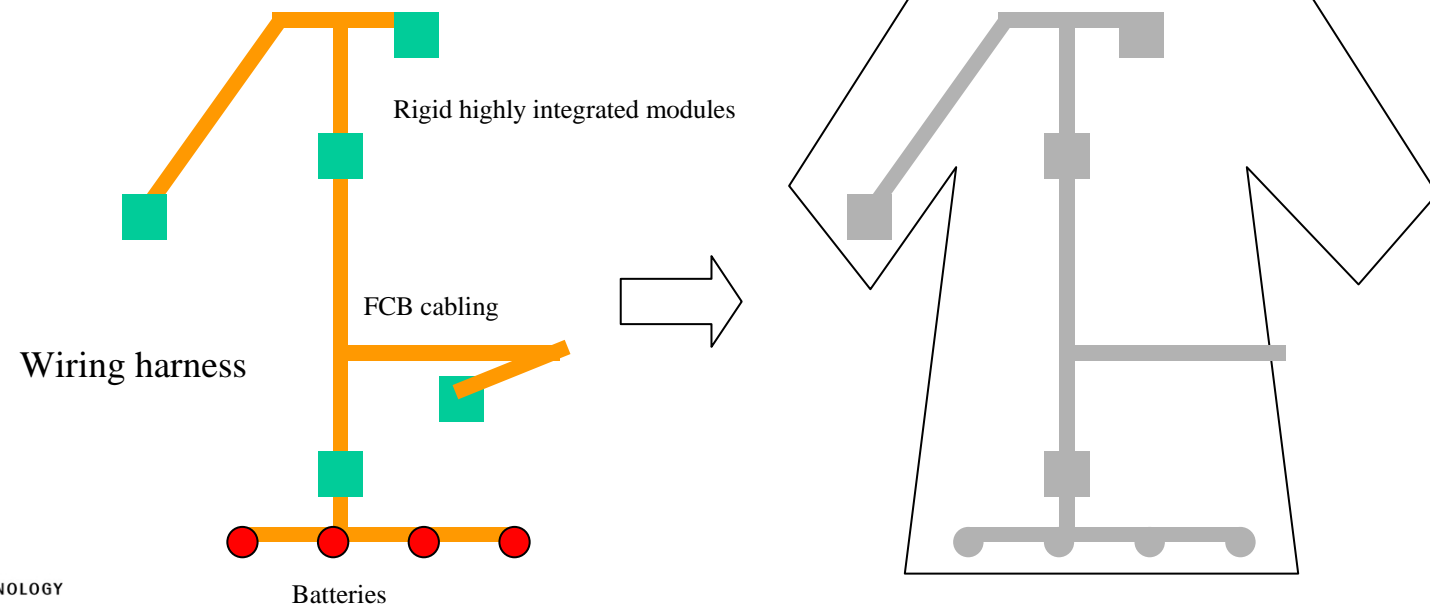 Rigid highly integrated modules
FCB cabling
Wiring harness
NOLOGY
Batteries